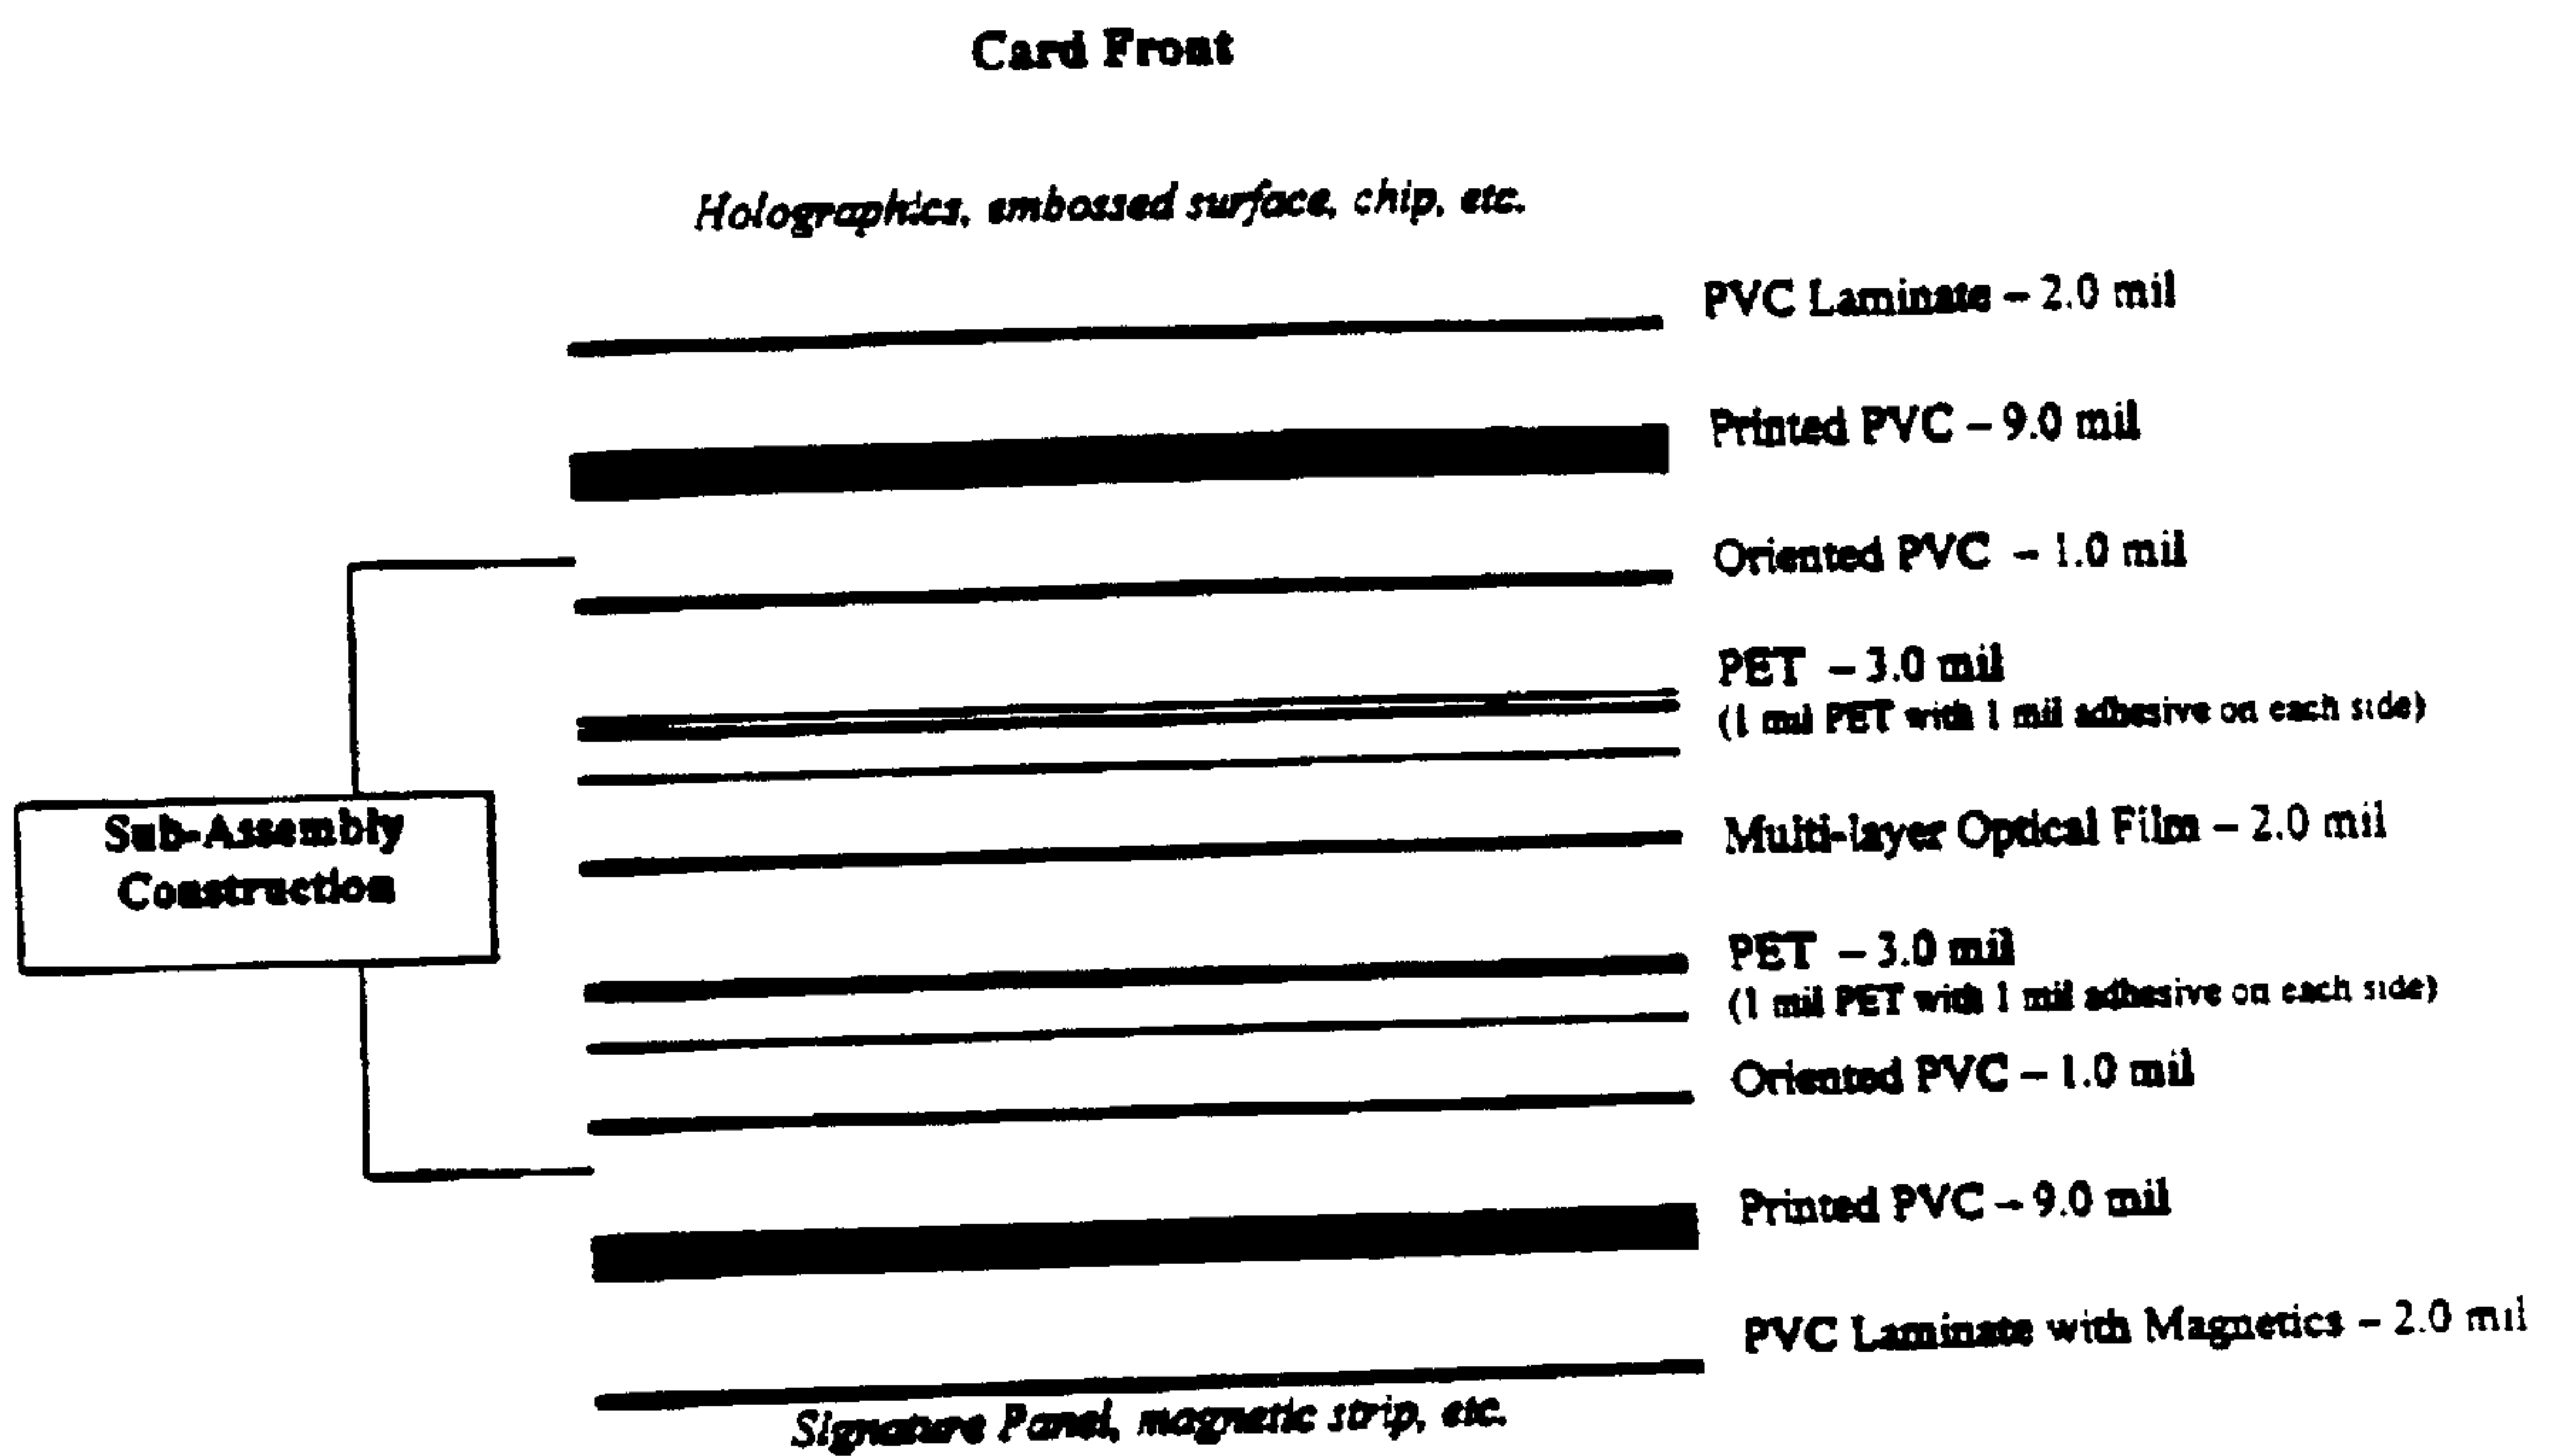 Card Front
Holographics, embossed surface, chip, etc.
PVC Laminate – 2.0 mil
Printed PVC – 9.0 mil
Oriented PVC – 1.0 mil
PET – 3.0 mil
(1 mil PET with 1 mil adhesive on each side)
Sub-Assembly
Construction
Multi-layer Optical Film – 2.0 mil
PET – 3.0 mil
(1 mil PET with 1 mil adhesive on each side)
Oriented PVC – 1.0 mil
Printed PVC – 9.0 mil
PVC Laminate with Magnetics – 2.0 mil
Signature Panel, magnetic strip, etc.